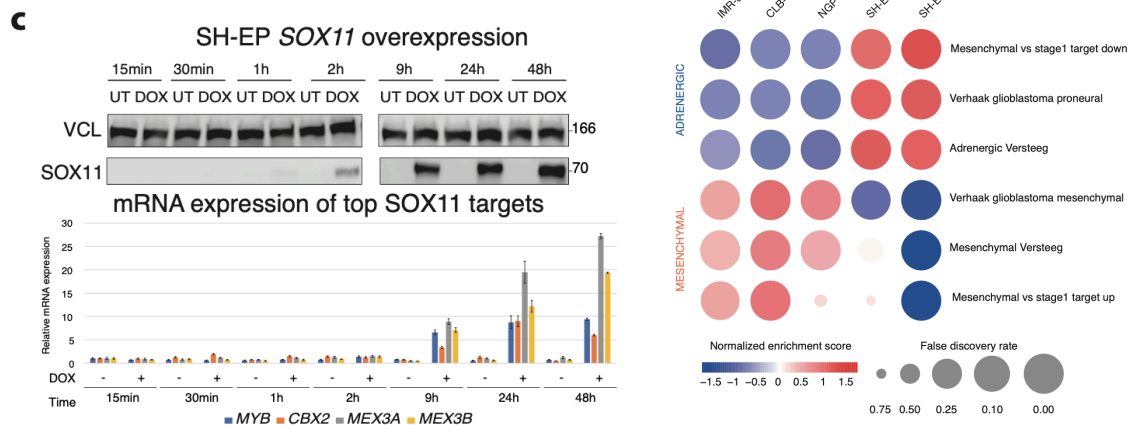 c
SH-EP SOX11 overexpression
15min 30min 1h 2h 9h 24h 48h
UT DOX UT DOX UT DOX UT DOX UT DOX UT DOX UT DOX
VCL 166
SOX11 70
mRNA expression of top SOX11 targets
Relative mRNA expression
30
25
20
15
10
5
0
DOX - + - + - + - + - + - + - +
Time 15min 30min 1h 2h 9h 24h 48h
MYB CBX2 MEX3A MEX3B
ADRENERGIC
MESENCHYMAL
Mesenchymal vs stage1 target down
Verhaak glioblastoma proneural
Adrenergic Versteeg
Verhaak glioblastoma mesenchymal
Mesenchymal Versteeg
Mesenchymal vs stage1 target up
Normalized enrichment score
−1.5 −1 −0.5 0 0.5 1 1.5
False discovery rate
0.75 0.50 0.25 0.10 0.00